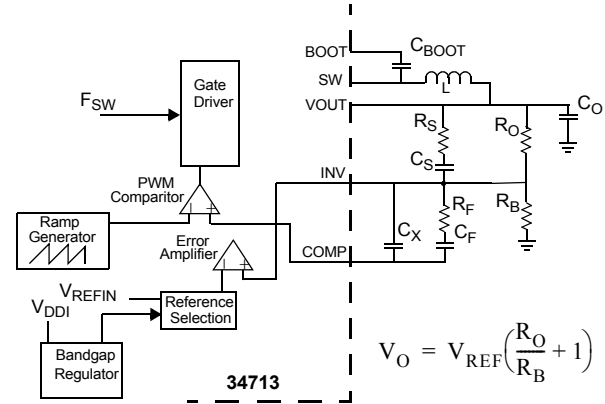 BOOT
C_BOOT
Gate
Driver
SW
L
F_SW
VOUT
R_S
R_O
C_O
C_S
PWM
Comparitor
INV
– +
Ramp
Generator
Error
Amplifier
C_X
R_F
C_F
R_B
– +
COMP
V_REFIN
V_DDI
Reference
Selection
Bandgap
Regulator
V_O = V_REF(R_O/R_B + 1)
34713